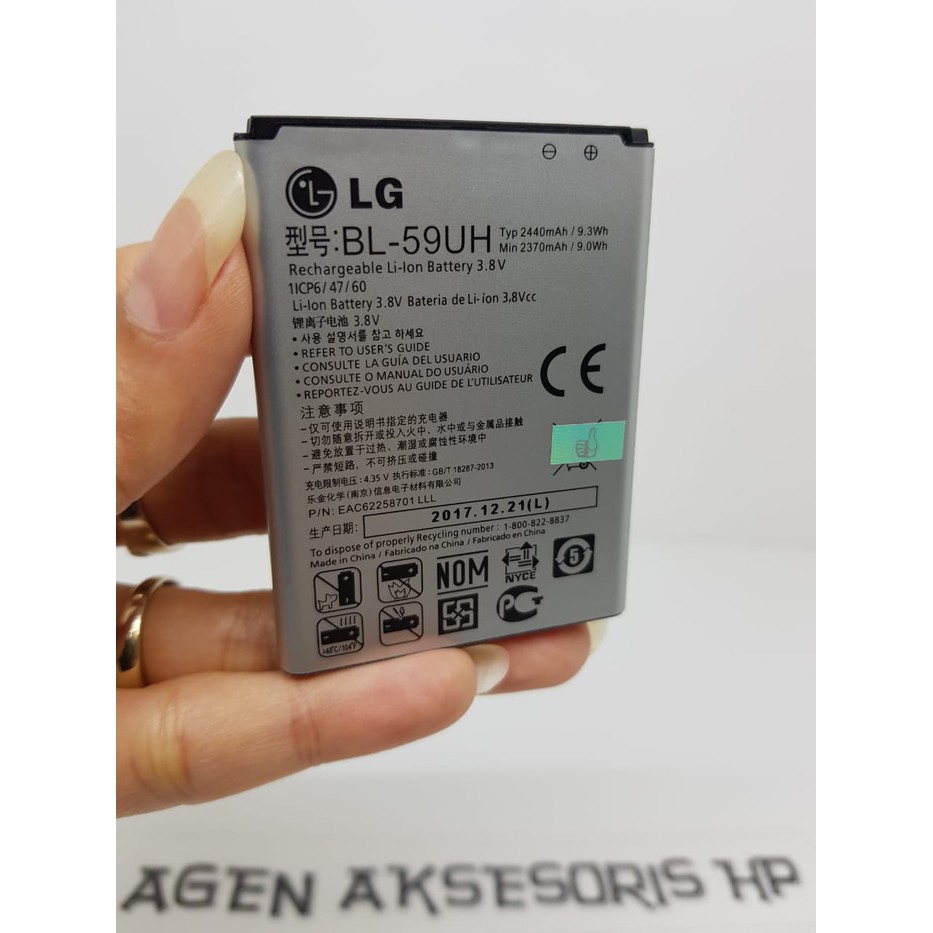 ⊖ ⊕
LG
型号:BL-59UH
Typ 2440mAh / 9.3Wh
Min 2370mAh / 9.0Wh
Rechargeable Li-Ion Battery 3.8V
1ICP6/47/60
Li-Ion Battery 3.8V Bateria de Li-íon 3,8Vcc
锂离子电池 3.8V
• 사용 설명서를 참고 하세요
• REFER TO USER'S GUIDE
• CONSULTE LA GUÍA DEL USUARIO
• CONSULTE O MANUAL DO USUÁRIO
• REPORTEZ-VOUS AU GUIDE DE L'UTILISATEUR
CE
注意事项
– 仅可使用说明书指定的充电器
– 切勿随意拆开或投入火中、水中或与金属品接触
– 避免放置于过热、潮湿或腐蚀性环境中
– 严禁短路、不可挤压或碰撞
充电限制电压: 4.35 V 执行标准: GB/T 18287-2013
乐金化学(南京)信息电子材料有限公司
P/N: EAC62258701 LLL
生产日期: 2017.12.21(L)
To dispose of properly Recycling number : 1-800-822-8837
Made in China / Fabricado na China / Fabricado en China
NOM
NYCE
5
PCT
+40°C/104°F
AGEN AKSESORIS HP